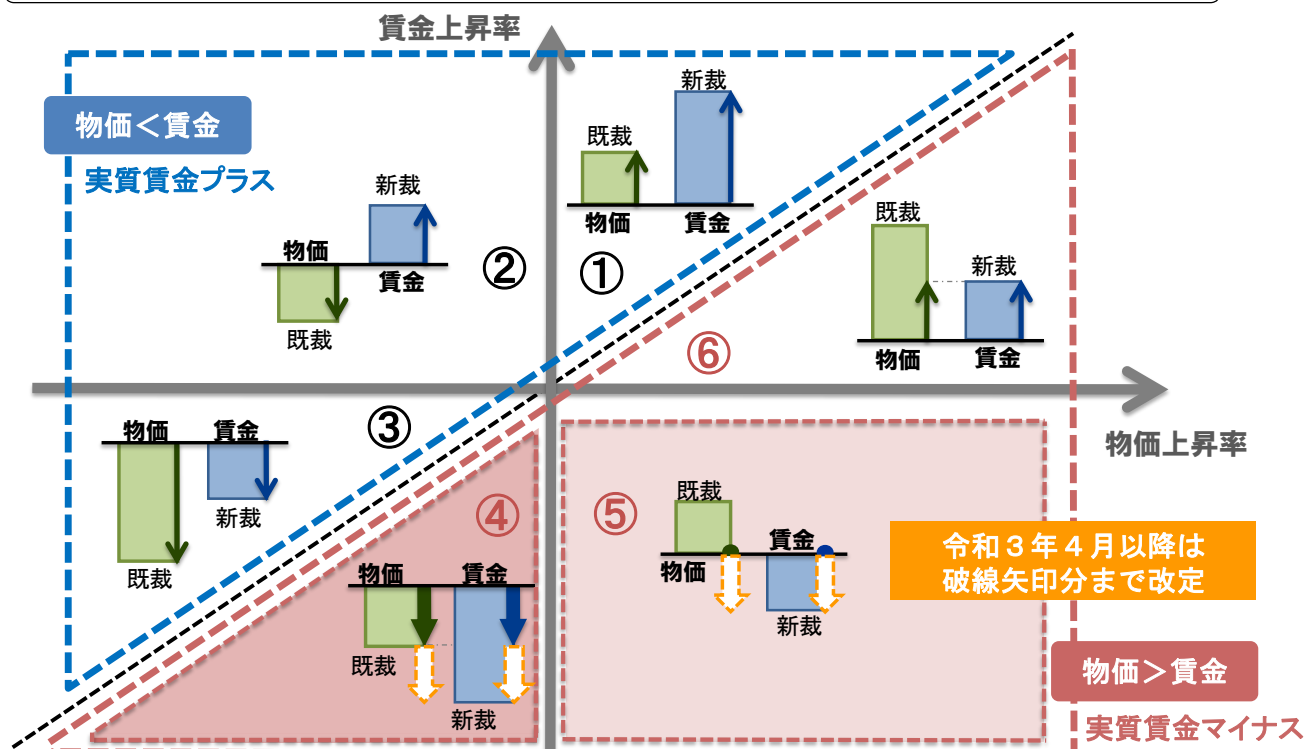 賃金上昇率
物価＜賃金
実質賃金プラス
新裁
既裁
物価
賃金
①
新裁
物価
賃金
既裁
②
既裁
新裁
物価
賃金
⑥
物価上昇率
③
物価
賃金
新裁
既裁
④
物価
賃金
既裁
新裁
⑤
既裁
賃金
物価
新裁
令和３年４月以降は
破線矢印分まで改定
物価＞賃金
実質賃金マイナス